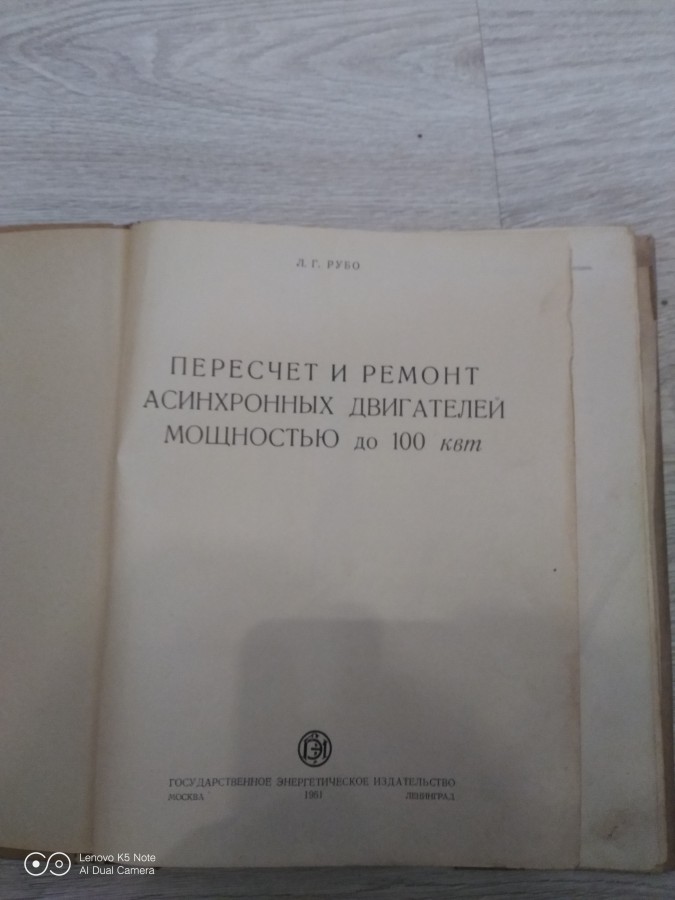 Л. Г. РУБО
ПЕРЕСЧЕТ И РЕМОНТ
АСИНХРОННЫХ ДВИГАТЕЛЕЙ
МОЩНОСТЬЮ до 100 квт
ГОСУДАРСТВЕННОЕ ЭНЕРГЕТИЧЕСКОЕ ИЗДАТЕЛЬСТВО
МОСКВА 1951 ЛЕНИНГРАД
Lenovo K5 Note
AI Dual Camera